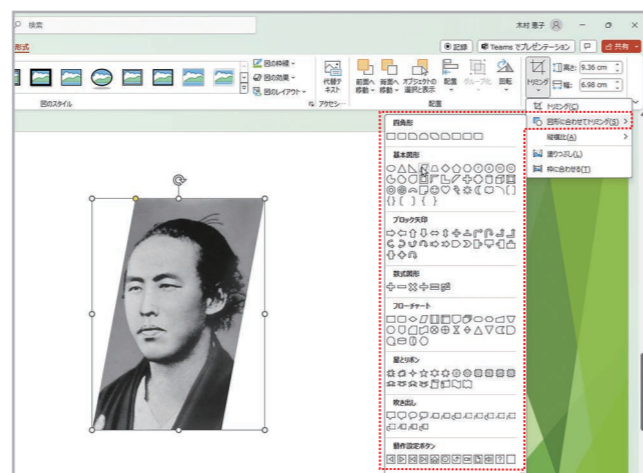 検索
木村 恵子
形式
記録
Teams でプレゼンテーション
共有
図の枠線
図の効果
図のレイアウト
代替テキスト
前面へ移動
背面へ移動
オブジェクトの選択と表示
配置
グループ化
回転
トリミング
高さ: 9.36 cm
幅: 6.98 cm
図のスタイル
アクセシ…
配置
トリミング(C)
図形に合わせてトリミング(S)
縦横比(A)
塗りつぶし(L)
枠に合わせる(T)
四角形
基本図形
ブロック矢印
数式図形
フローチャート
星とリボン
吹き出し
動作設定ボタン